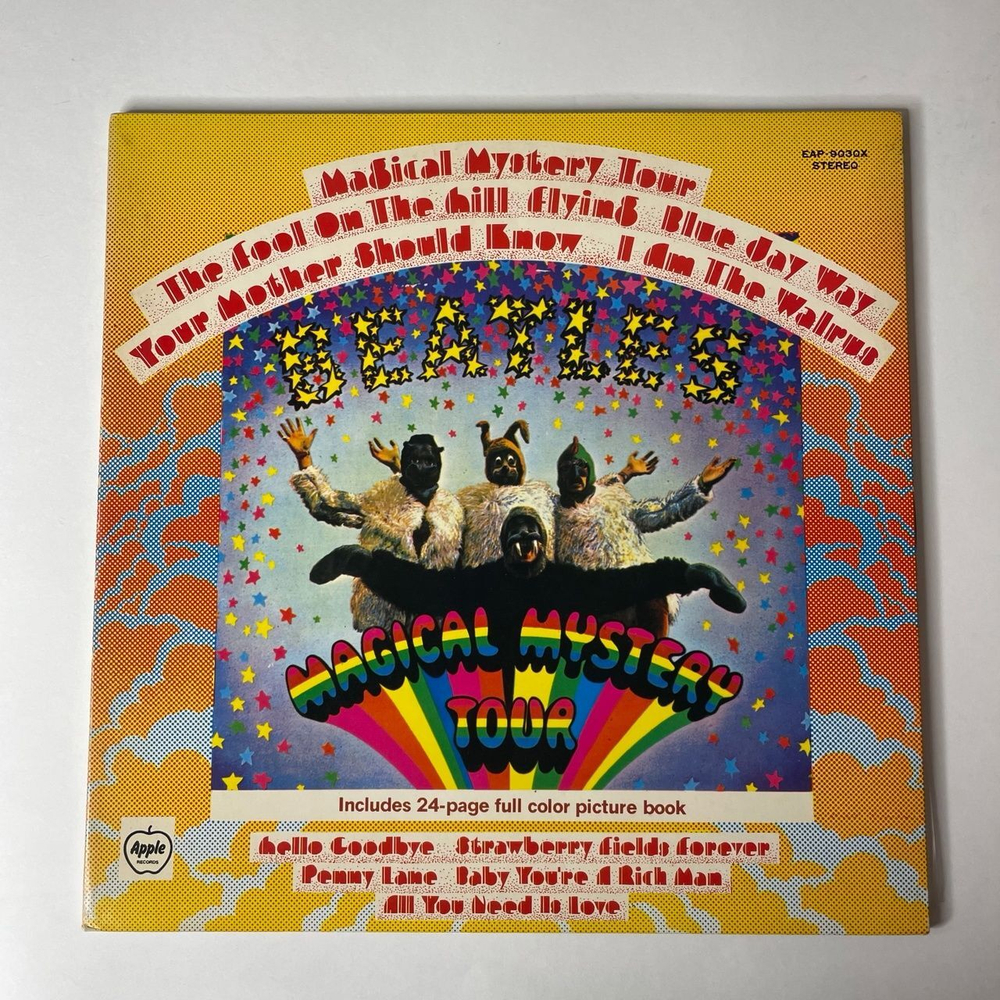 EAP-9030X
STEREO
Magical Mystery Tour
The Fool On The Hill Flying Blue Jay Way
Your Mother Should Know I Am The Walrus
BEATLES
MAGICAL MYSTERY
TOUR
Includes 24-page full color picture book
Apple
RECORDS
Hello Goodbye Strawberry Fields Forever
Penny Lane Baby You're A Rich Man
All You Need Is Love